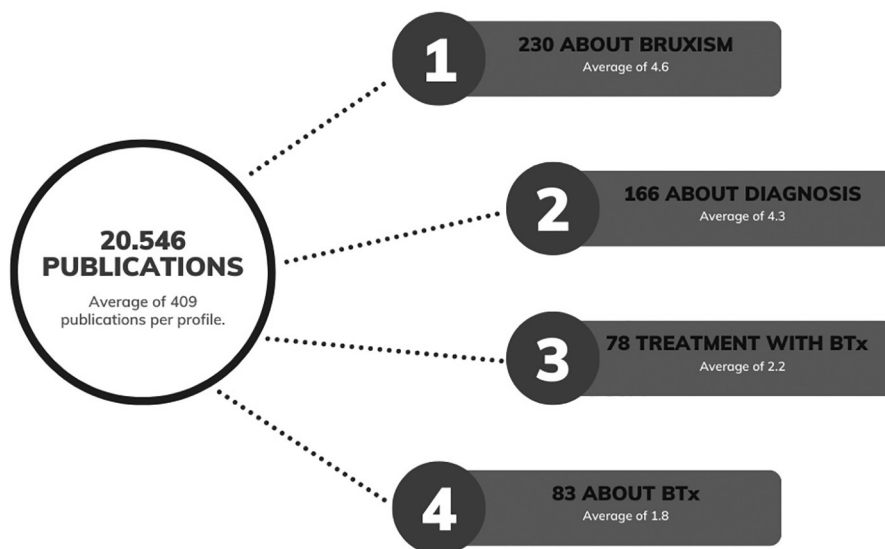 1
230 ABOUT BRUXISM
Average of 4.6
2
166 ABOUT DIAGNOSIS
Average of 4.3
20.546
PUBLICATIONS
Average of 409
publications per profile.
3
78 TREATMENT WITH BTx
Average of 2.2
4
83 ABOUT BTx
Average of 1.8